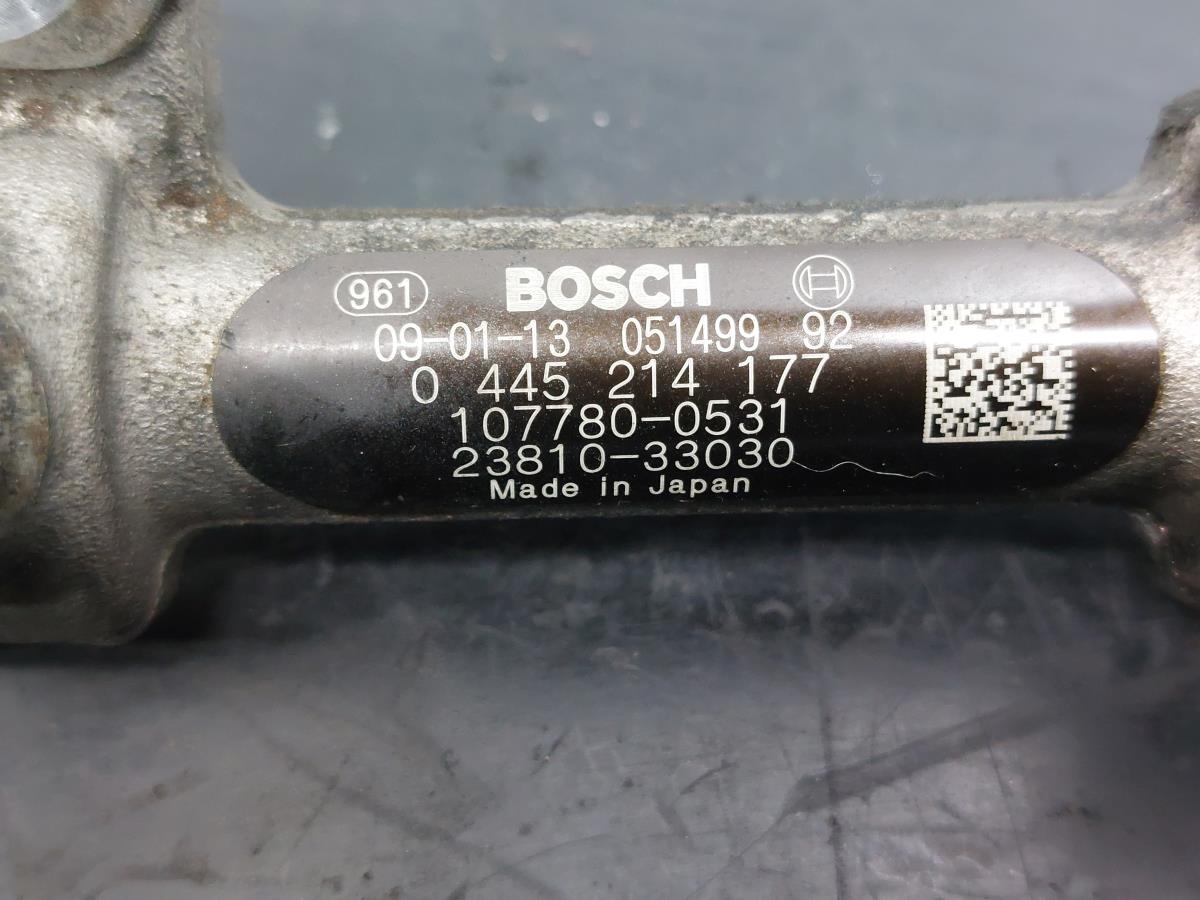 961 BOSCH
09-01-13 051499 92
0 445 214 177
107780-0531
23810-33030
Made in Japan